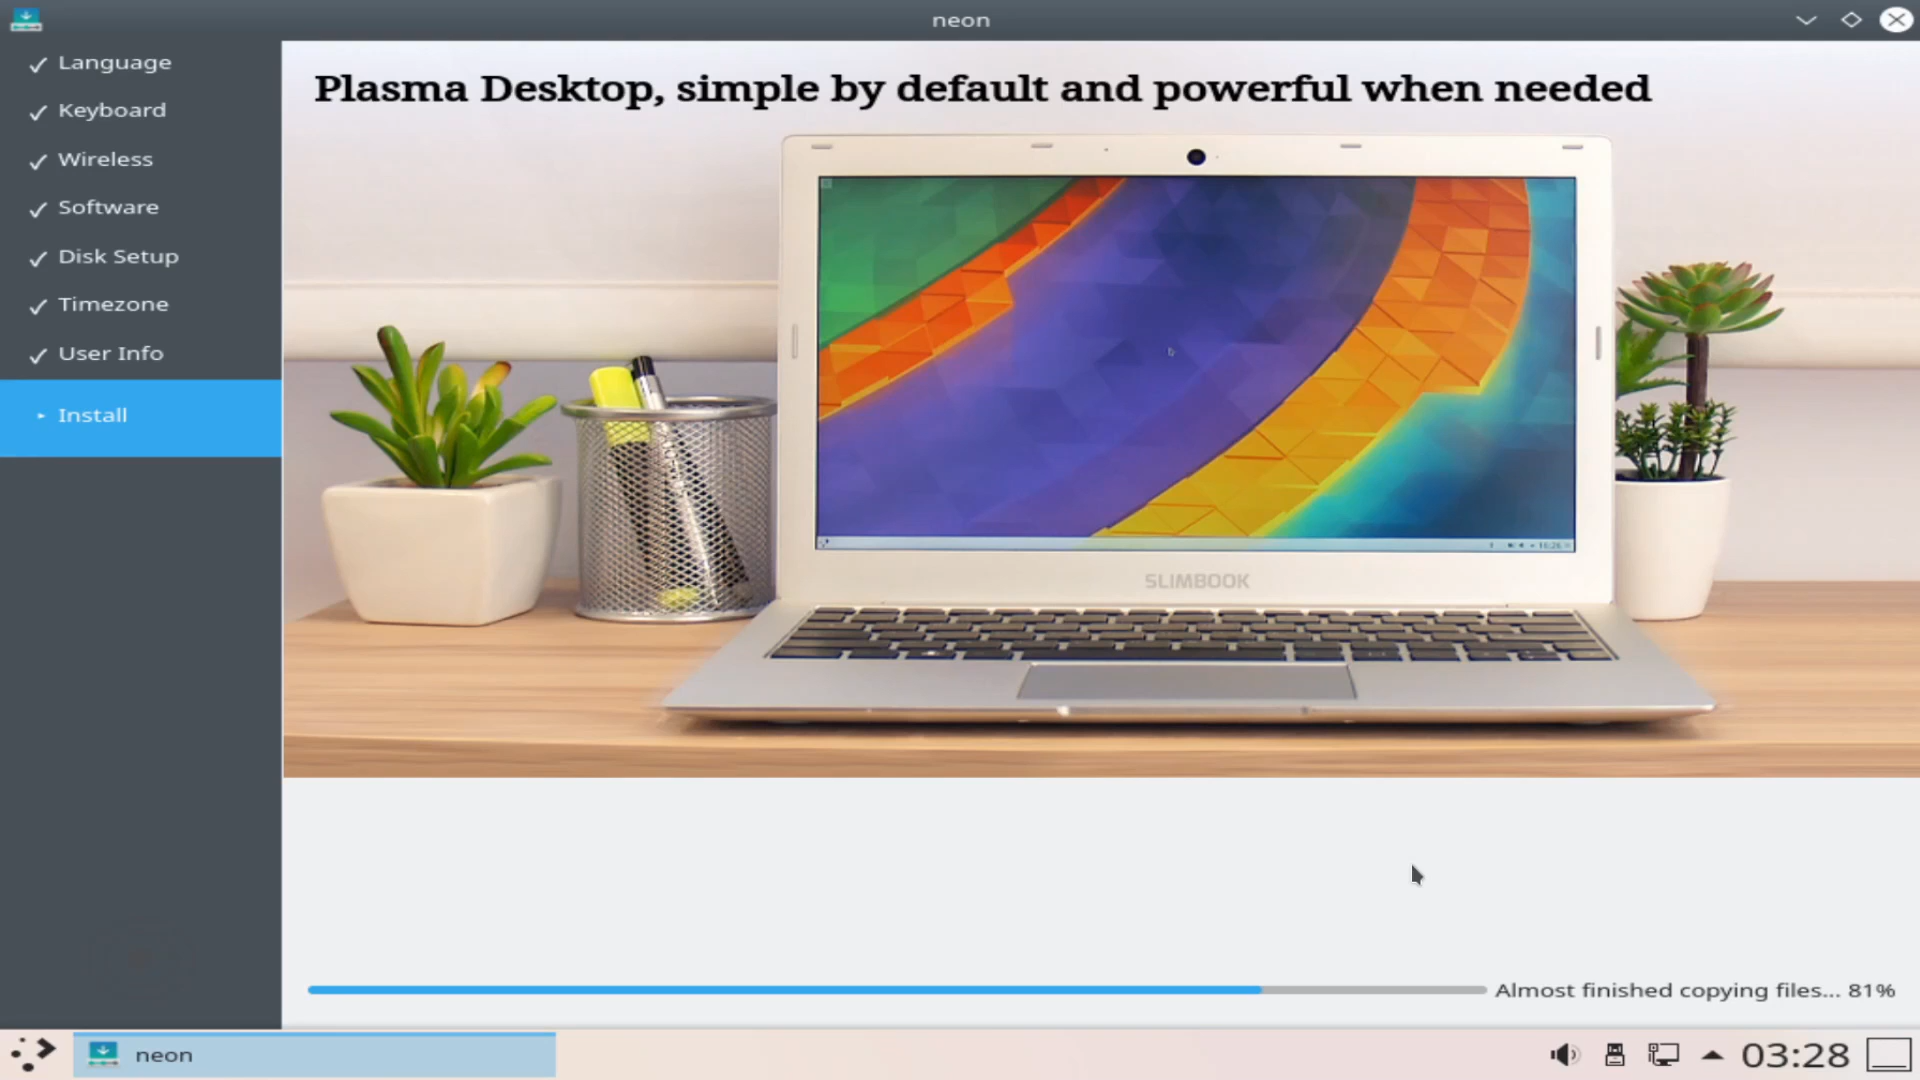 neon
Language
Keyboard
Wireless
Software
Disk Setup
Timezone
User Info
Install
Plasma Desktop, simple by default and powerful when needed
SLIMBOOK
Almost finished copying files... 81%
neon
03:28